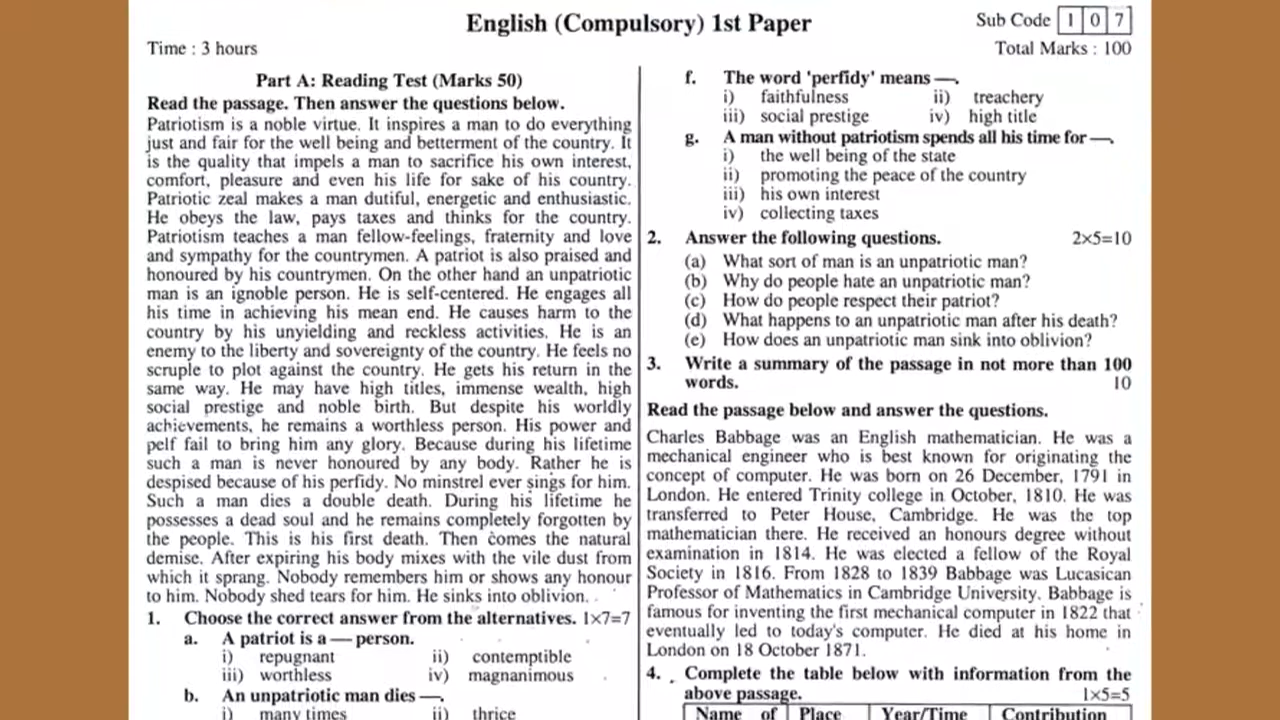 English (Compulsory) 1st Paper
Sub Code 1 0 7
Time : 3 hours
Total Marks : 100
Part A: Reading Test (Marks 50)
Read the passage. Then answer the questions below.
Patriotism is a noble virtue. It inspires a man to do everything
just and fair for the well being and betterment of the country. It
is the quality that impels a man to sacrifice his own interest,
comfort, pleasure and even his life for sake of his country.
Patriotic zeal makes a man dutiful, energetic and enthusiastic.
He obeys the law, pays taxes and thinks for the country.
Patriotism teaches a man fellow-feelings, fraternity and love
and sympathy for the countrymen. A patriot is also praised and
honoured by his countrymen. On the other hand an unpatriotic
man is an ignoble person. He is self-centered. He engages all
his time in achieving his mean end. He causes harm to the
country by his unyielding and reckless activities. He is an
enemy to the liberty and sovereignty of the country. He feels no
scruple to plot against the country. He gets his return in the
same way. He may have high titles, immense wealth, high
social prestige and noble birth. But despite his worldly
achievements, he remains a worthless person. His power and
pelf fail to bring him any glory. Because during his lifetime
such a man is never honoured by any body. Rather he is
despised because of his perfidy. No minstrel ever sings for him.
Such a man dies a double death. During his lifetime he
possesses a dead soul and he remains completely forgotten by
the people. This is his first death. Then comes the natural
demise. After expiring his body mixes with the vile dust from
which it sprang. Nobody remembers him or shows any honour
to him. Nobody shed tears for him. He sinks into oblivion.
1. Choose the correct answer from the alternatives. 1×7=7
a. A patriot is a — person.
i) repugnant ii) contemptible
iii) worthless iv) magnanimous
b. An unpatriotic man dies —.
i) many times ii) thrice
f. The word 'perfidy' means —.
i) faithfulness ii) treachery
iii) social prestige iv) high title
g. A man without patriotism spends all his time for —.
i) the well being of the state
ii) promoting the peace of the country
iii) his own interest
iv) collecting taxes
2. Answer the following questions. 2×5=10
(a) What sort of man is an unpatriotic man?
(b) Why do people hate an unpatriotic man?
(c) How do people respect their patriot?
(d) What happens to an unpatriotic man after his death?
(e) How does an unpatriotic man sink into oblivion?
3. Write a summary of the passage in not more than 100
words. 10
Read the passage below and answer the questions.
Charles Babbage was an English mathematician. He was a
mechanical engineer who is best known for originating the
concept of computer. He was born on 26 December, 1791 in
London. He entered Trinity college in October, 1810. He was
transferred to Peter House, Cambridge. He was the top
mathematician there. He received an honours degree without
examination in 1814. He was elected a fellow of the Royal
Society in 1816. From 1828 to 1839 Babbage was Lucasican
Professor of Mathematics in Cambridge University. Babbage is
famous for inventing the first mechanical computer in 1822 that
eventually led to today's computer. He died at his home in
London on 18 October 1871.
4. Complete the table below with information from the
above passage. 1×5=5
Name of Place Year/Time Contribution